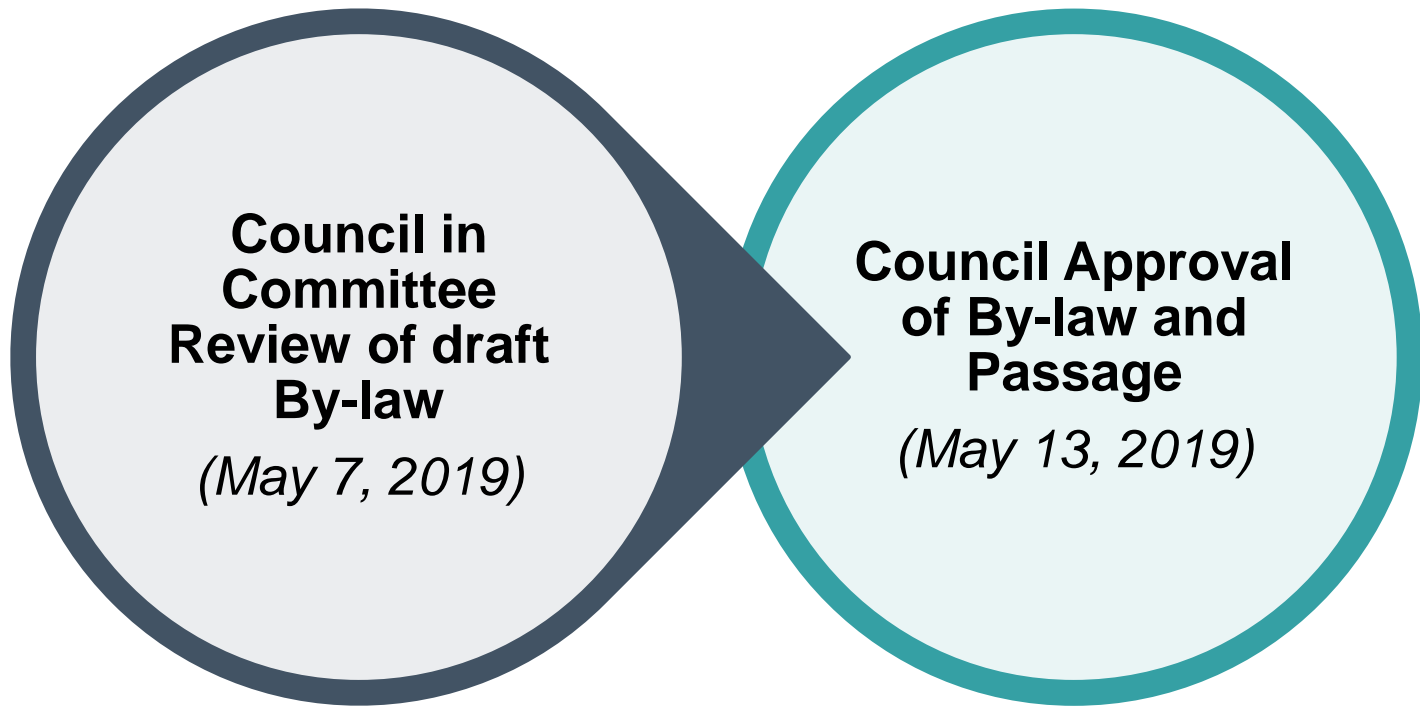 Council in
Committee
Review of draft
By-law
(May 7, 2019)
Council Approval
of By-law and
Passage
(May 13, 2019)